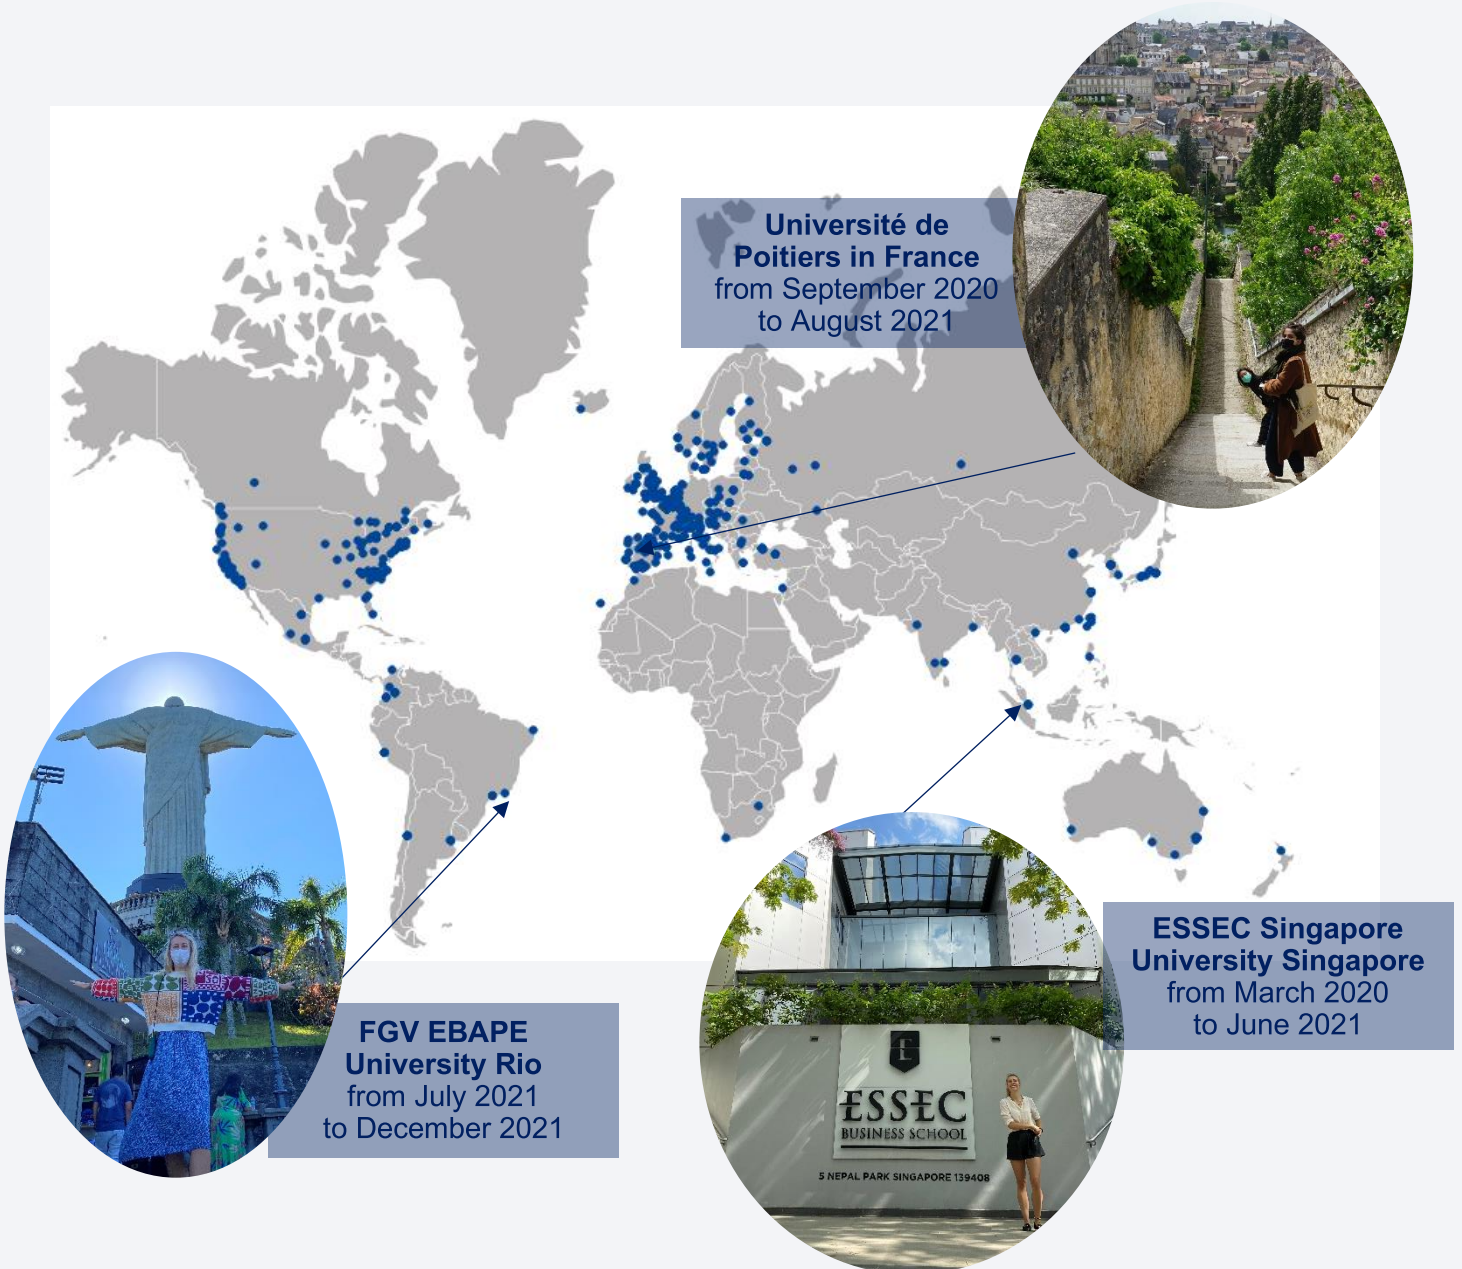 Université de
Poitiers in France
from September 2020
to August 2021
ESSEC Singapore
University Singapore
from March 2020
to June 2021
FGV EBAPE
University Rio
from July 2021
to December 2021
ESSEC
BUSINESS SCHOOL
5 NEPAL PARK SINGAPORE 139408